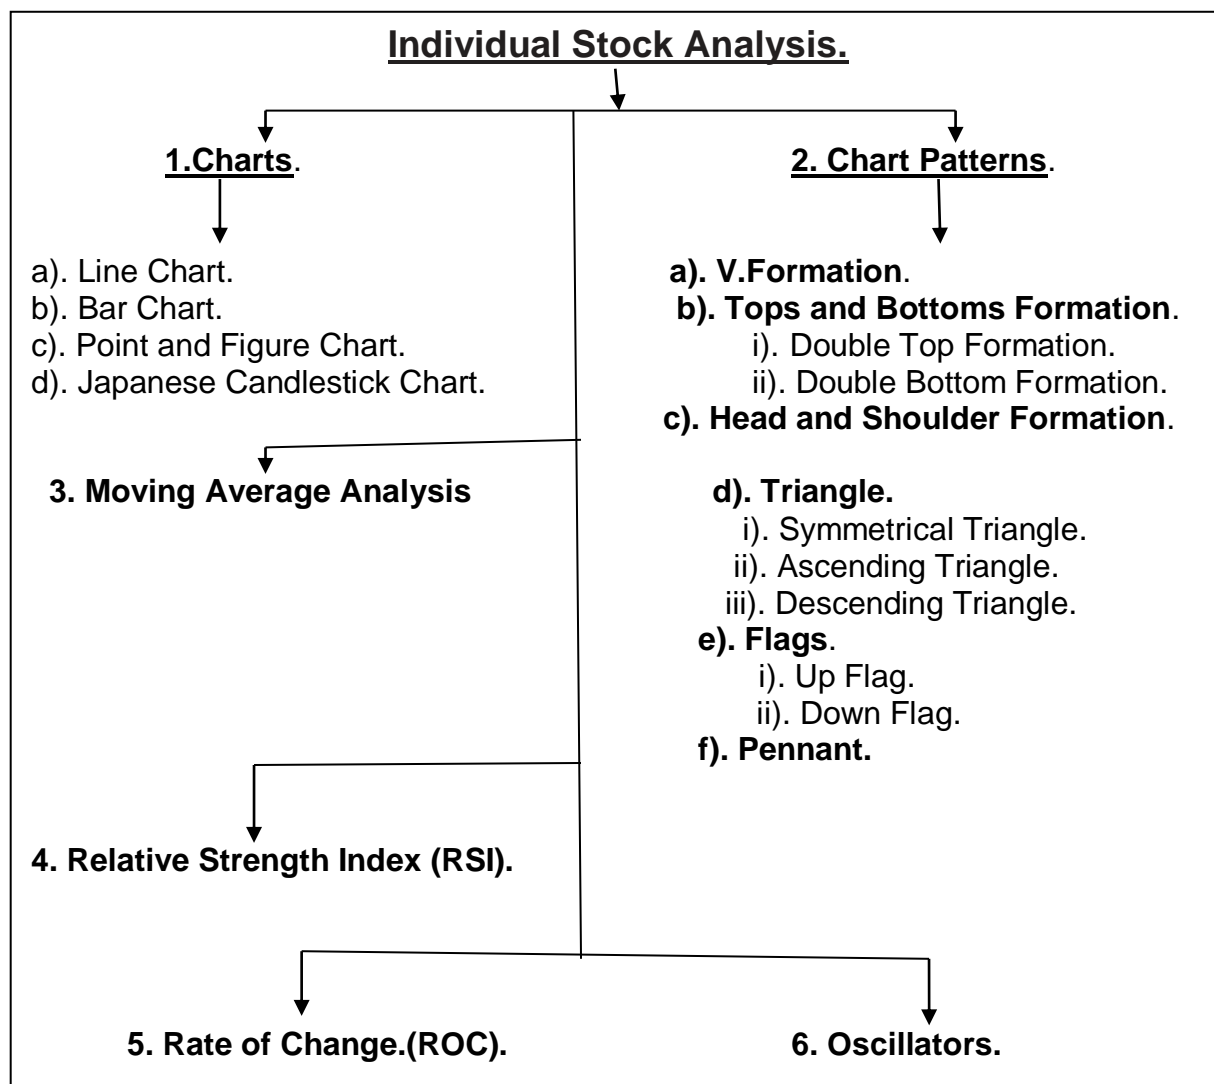 Individual Stock Analysis.
1.Charts.
a). Line Chart.
b). Bar Chart.
c). Point and Figure Chart.
d). Japanese Candlestick Chart.
2. Chart Patterns.
a). V.Formation.
b). Tops and Bottoms Formation.
i). Double Top Formation.
ii). Double Bottom Formation.
c). Head and Shoulder Formation.
d). Triangle.
i). Symmetrical Triangle.
ii). Ascending Triangle.
iii). Descending Triangle.
e). Flags.
i). Up Flag.
ii). Down Flag.
f). Pennant.
3. Moving Average Analysis
4. Relative Strength Index (RSI).
5. Rate of Change.(ROC).
6. Oscillators.